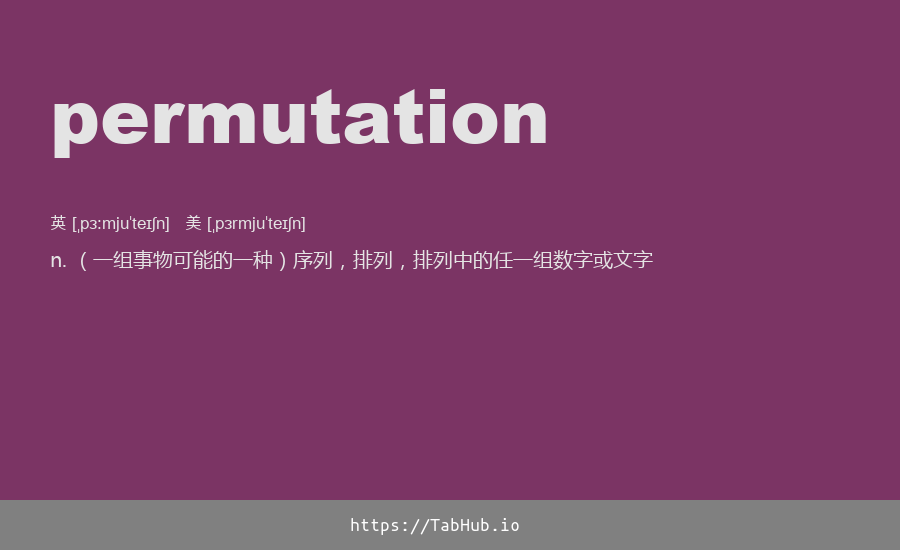 permutation
英 [ˌpɜːmjuˈteɪʃn] 美 [ˌpɜrmjuˈteɪʃn]
n. （一组事物可能的一种）序列，排列，排列中的任一组数字或文字
https://TabHub.io